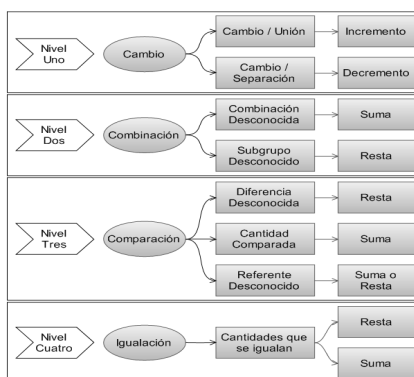 Nivel
Uno
Cambio
Cambio / Unión
Incremento
Cambio /
Separación
Decremento
Nivel
Dos
Combinación
Combinación
Desconocida
Suma
Subgrupo
Desconocido
Resta
Nivel
Tres
Comparación
Diferencia
Desconocida
Resta
Cantidad
Comparada
Suma
Referente
Desconocido
Suma o
Resta
Nivel
Cuatro
Igualación
Cantidades que
se igualan
Resta
Suma